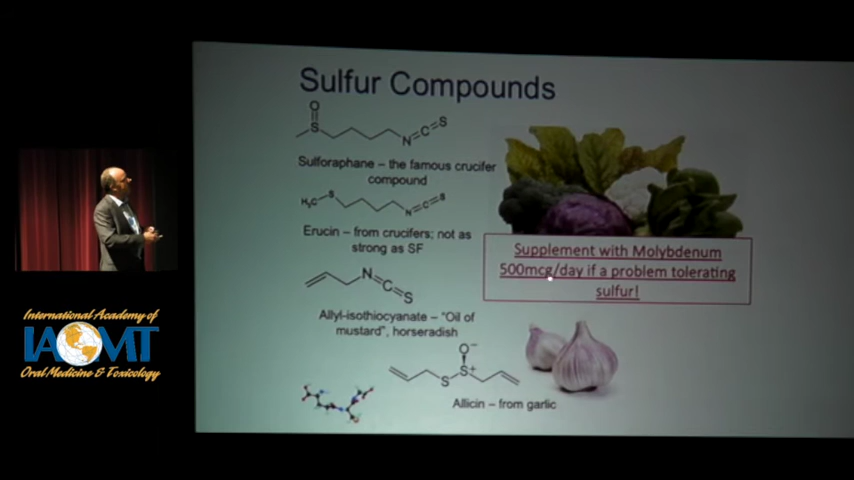 Sulfur Compounds
O
S
N
C
S
Sulforaphane – the famous crucifer
compound
H₃C
S
N
C
S
Erucin – from crucifers; not as
strong as SF
N
C
S
Allyl-isothiocyanate – "Oil of
mustard", horseradish
O⁻
S
S⁺
Allicin – from garlic
Supplement with Molybdenum
500mcg/day if a problem tolerating
sulfur!
International Academy of
IAOMT
Oral Medicine & Toxicology